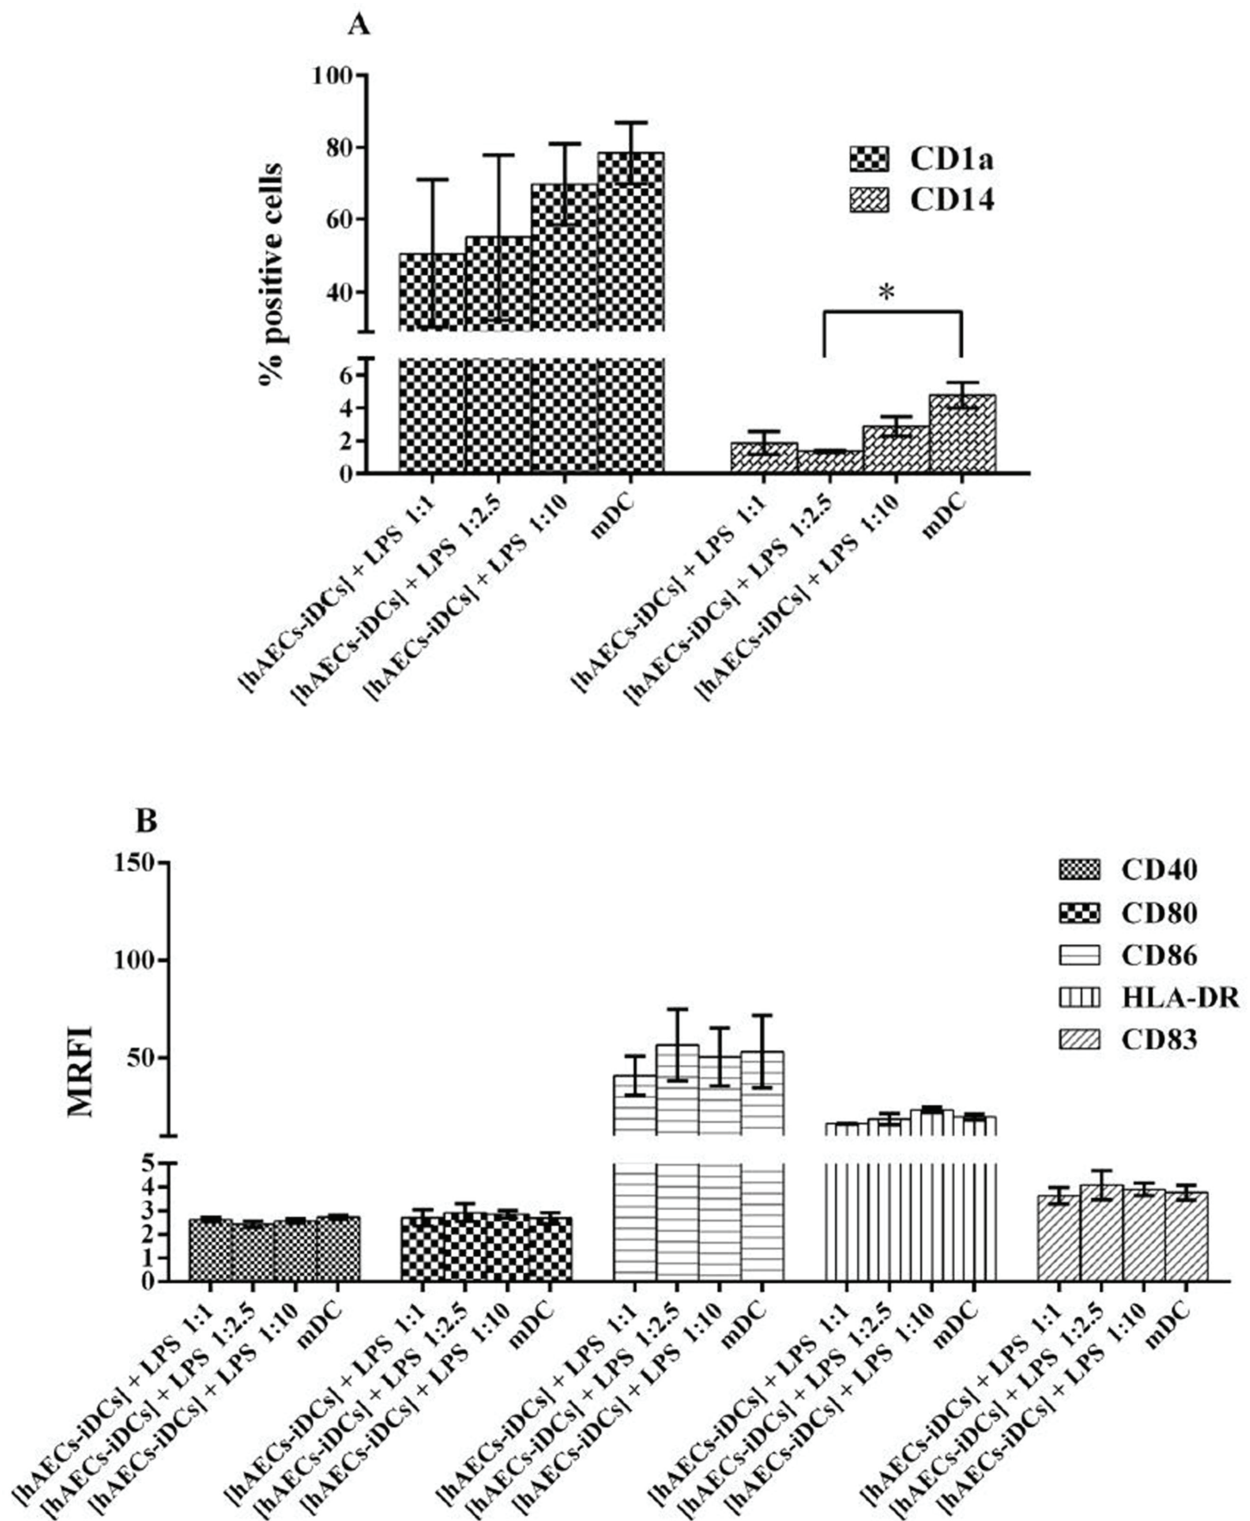 A
100
80
60
40
6
4
2
0
% positive cells
CD1a
CD14
*
[hAECs-iDCs] + LPS 1:1
[hAECs-iDCs] + LPS 1:2.5
[hAECs-iDCs] + LPS 1:10
mDC
[hAECs-iDCs] + LPS 1:1
[hAECs-iDCs] + LPS 1:2.5
[hAECs-iDCs] + LPS 1:10
mDC
B
150
100
50
5
4
3
2
1
0
MRFI
CD40
CD80
CD86
HLA-DR
CD83
[hAECs-iDCs] + LPS 1:1
[hAECs-iDCs] + LPS 1:2.5
[hAECs-iDCs] + LPS 1:10
mDC
[hAECs-iDCs] + LPS 1:1
[hAECs-iDCs] + LPS 1:2.5
[hAECs-iDCs] + LPS 1:10
mDC
[hAECs-iDCs] + LPS 1:1
[hAECs-iDCs] + LPS 1:2.5
[hAECs-iDCs] + LPS 1:10
mDC
[hAECs-iDCs] + LPS 1:1
[hAECs-iDCs] + LPS 1:2.5
[hAECs-iDCs] + LPS 1:10
mDC
[hAECs-iDCs] + LPS 1:1
[hAECs-iDCs] + LPS 1:2.5
[hAECs-iDCs] + LPS 1:10
mDC